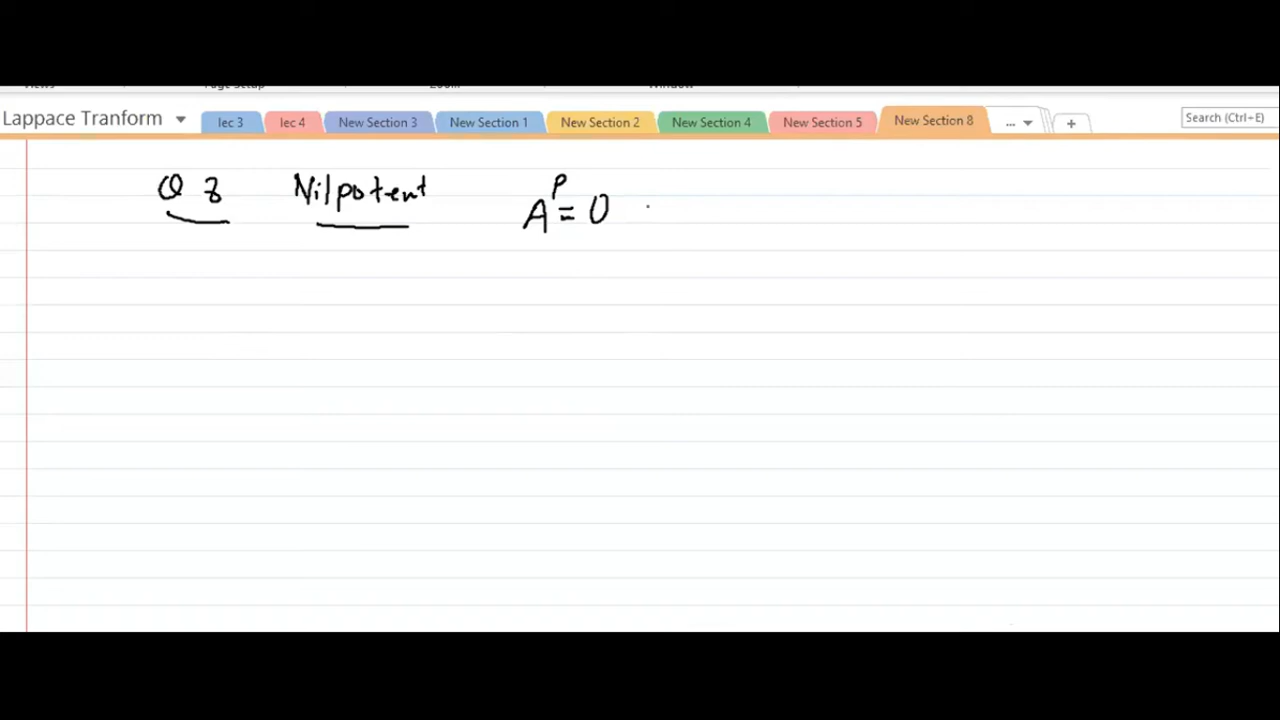 Lappace Tranform lec 3 lec 4 New Section 3 New Section 1 New Section 2 New Section 4 New Section 5 New Section 8 ... + Search (Ctrl+E)
Q 8 Nilpotent A^p = 0